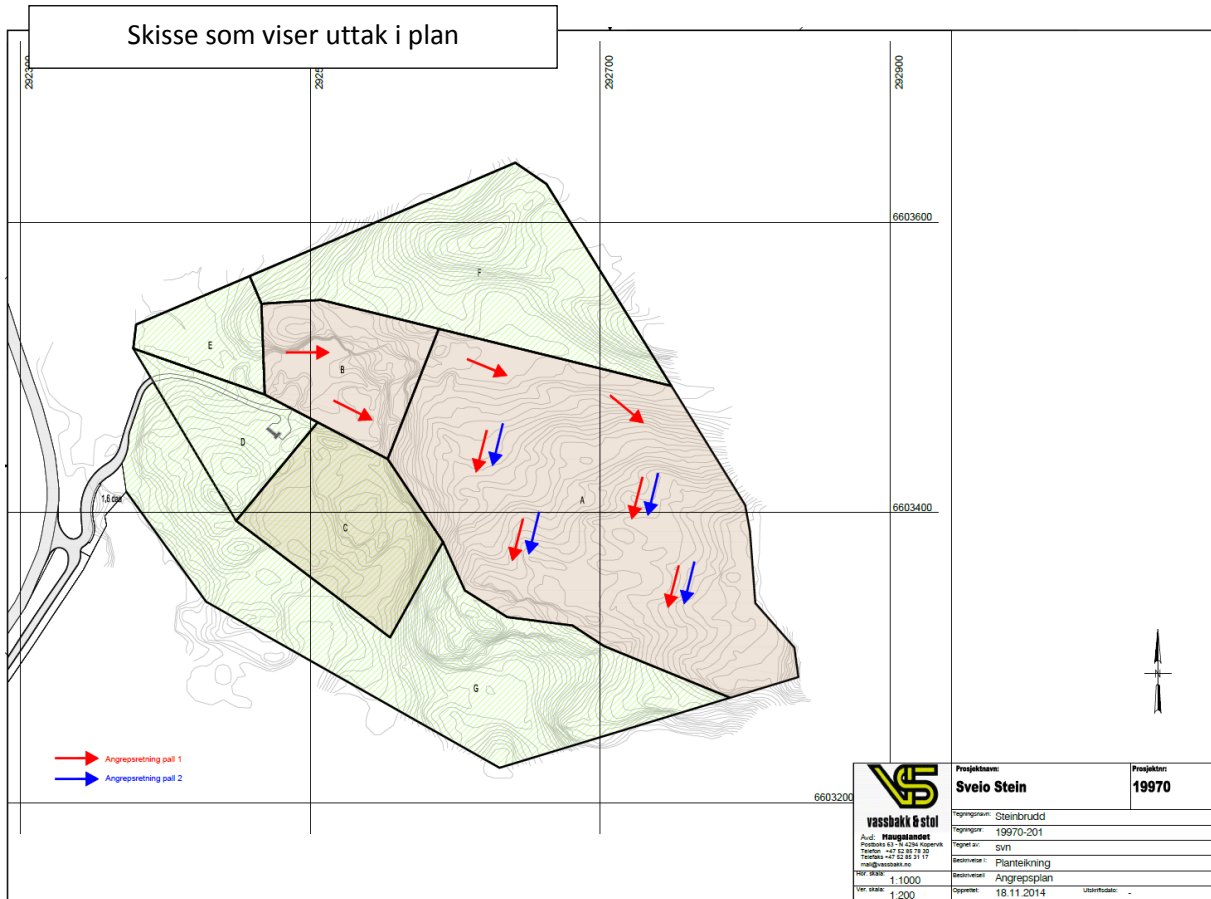 Skisse som viser uttak i plan
292700
292900
6603600
F
E
B
D
A
6603400
1,6 daa
C
G
Angrepsretning pall 1
Angrepsretning pall 2
6603200
N
VS
vassbakk & stol
Avd: Haugalandet
Postboks 63 - N 4294 Kopervik
Telefon +47 52 85 78 30
Telefaks +47 52 85 31 17
mail@vassbakk.no
Hor. skala: 1:1000
Ver. skala: 1:200
Prosjektnavn:
Sveio Stein
Prosjektnr:
19970
Tegningsnavn: Steinbrudd
Tegningsnr: 19970-201
Tegnet av: svn
Beskrivelse I: Planteikning
Beskrivelse II: Angrepsplan
Opprettet: 18.11.2014 Utskriftsdato: -